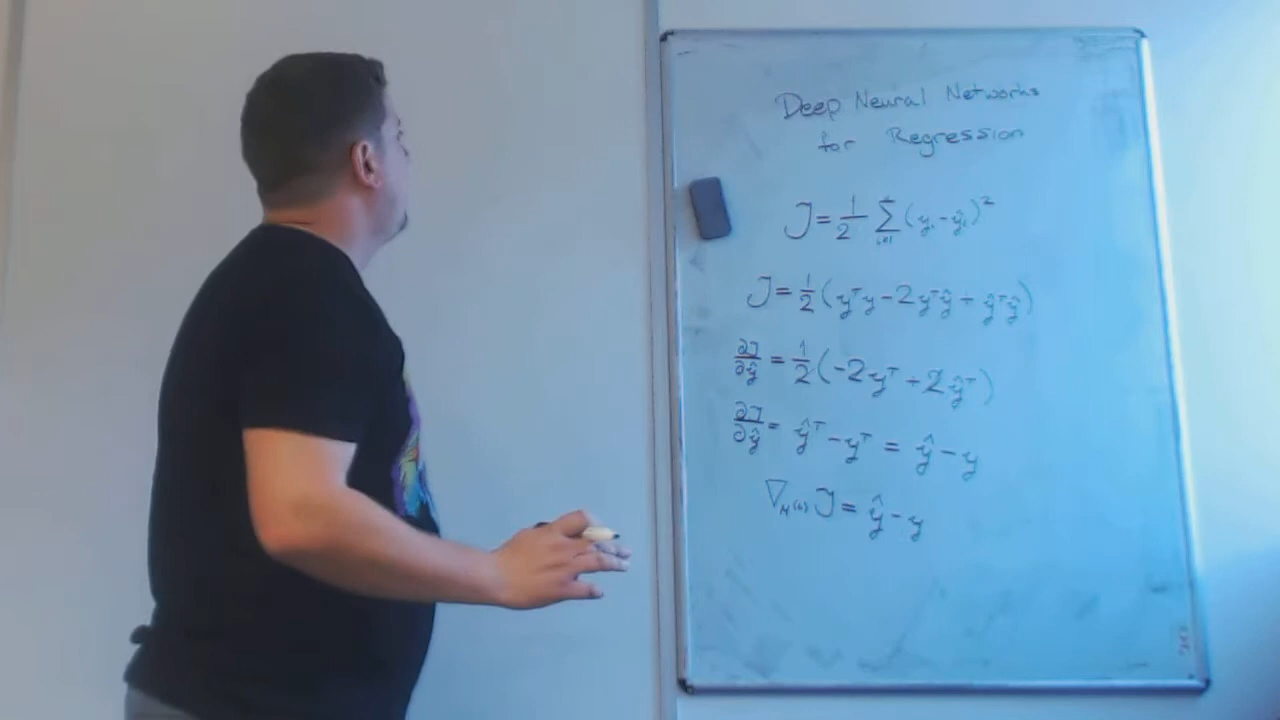 Deep Neural Networks
for Regression
J = 1/2 ∑ᵢ₌₁ (yᵢ - ŷᵢ)²
J = 1/2 (yᵀy - 2yᵀŷ + ŷᵀŷ)
∂J/∂ŷ = 1/2 (-2yᵀ + 2ŷᵀ)
∂J/∂ŷ = ŷᵀ - yᵀ = ŷ - y
∇ J = ŷ - y